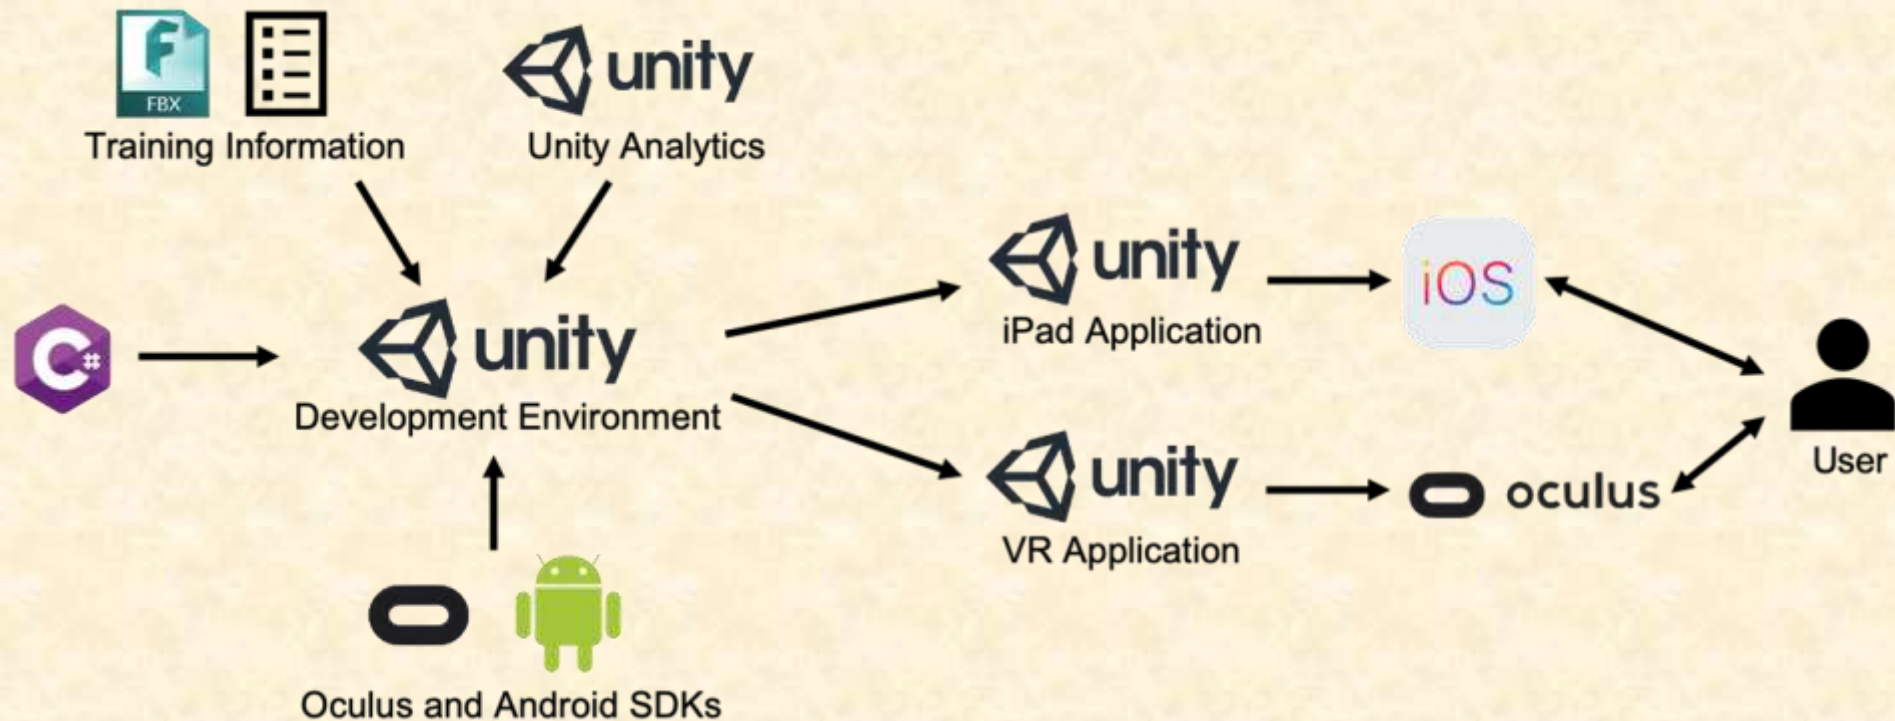 FBX
Training Information
unity
Unity Analytics
C#
unity
Development Environment
Oculus and Android SDKs
unity
iPad Application
iOS
unity
VR Application
oculus
User